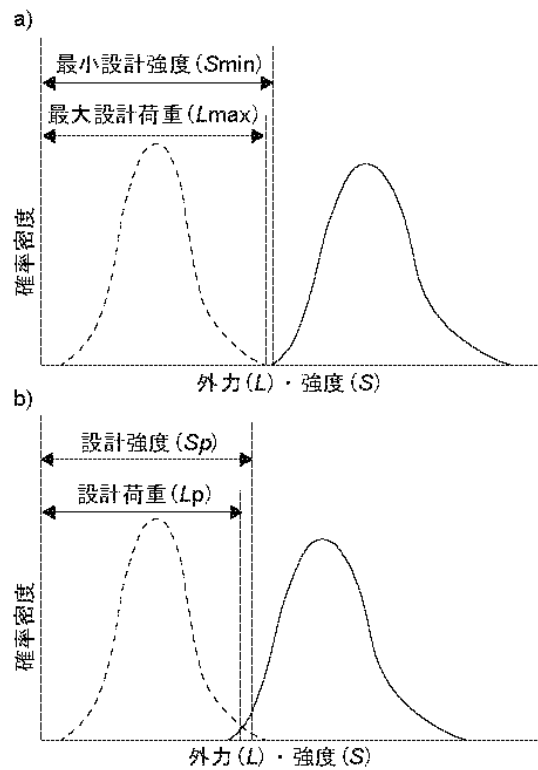 a)
最小設計強度(Smin)
最大設計荷重(Lmax)
確率密度
外力(L)・強度(S)
b)
設計強度(Sp)
設計荷重(Lp)
確率密度
外力(L)・強度(S)